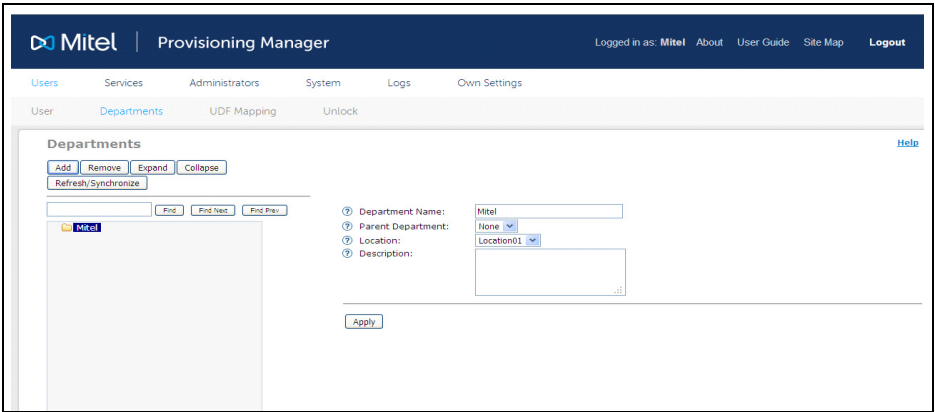 Mitel | Provisioning Manager Logged in as: Mitel About User Guide Site Map Logout
Users Services Administrators System Logs Own Settings
User Departments UDF Mapping Unlock
Departments Help
Add Remove Expand Collapse
Refresh/Synchronize
Find Find Next Find Prev
Mitel
? Department Name: Mitel
? Parent Department: None
? Location: Location01
? Description:
Apply